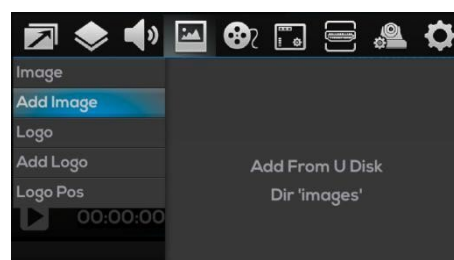 Image
Add Image
Logo
Add Logo
Logo Pos
00:00:00
Add From U Disk
Dir 'images'